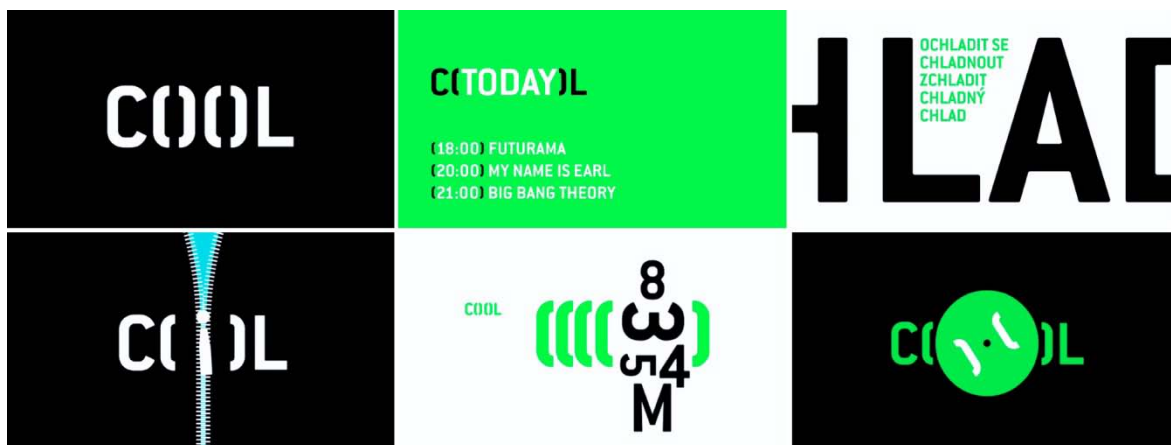 COOL
C(TODAY)L
(18:00) FUTURAMA
(20:00) MY NAME IS EARL
(21:00) BIG BANG THEORY
HLAD
OCHLADIT SE
CHLADNOUT
ZCHLADIT
CHLADNÝ
CHLAD
C( )L
COOL
((((
8
3
5 4
M
)
C( )L